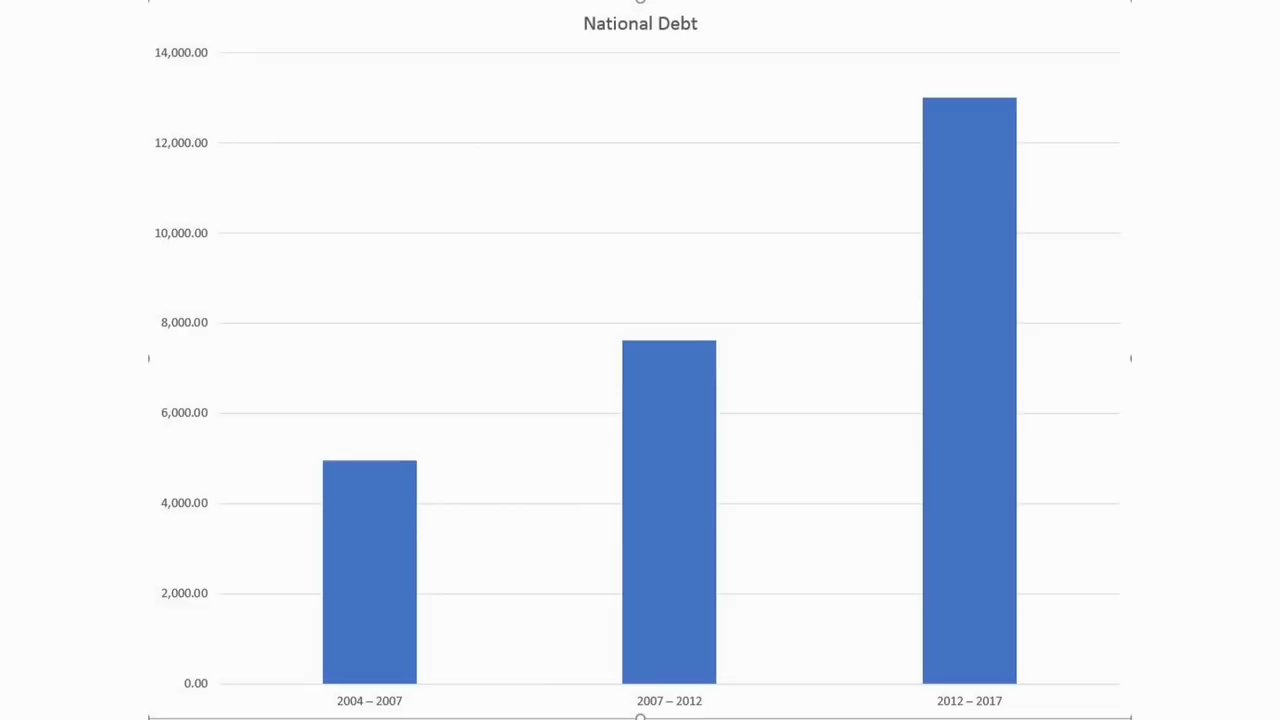 National Debt
14,000.00
12,000.00
10,000.00
8,000.00
6,000.00
4,000.00
2,000.00
0.00
2004 – 2007
2007 – 2012
2012 – 2017